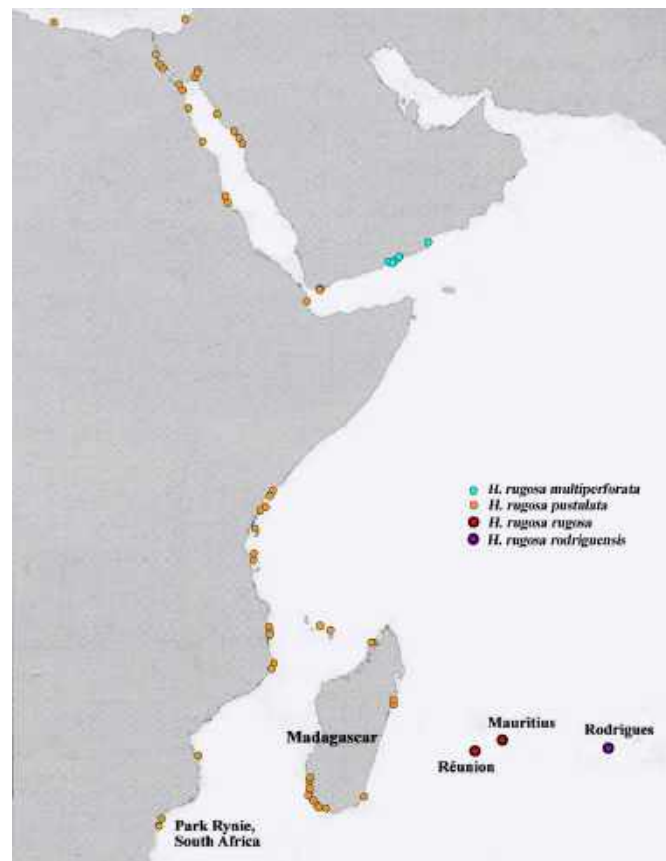 H. rugosa multiperforata
H. rugosa pustulata
H. rugosa rugosa
H. rugosa rodriguensis
Mauritius
Rodrigues
Madagascar
Réunion
Park Rynie,
South Africa